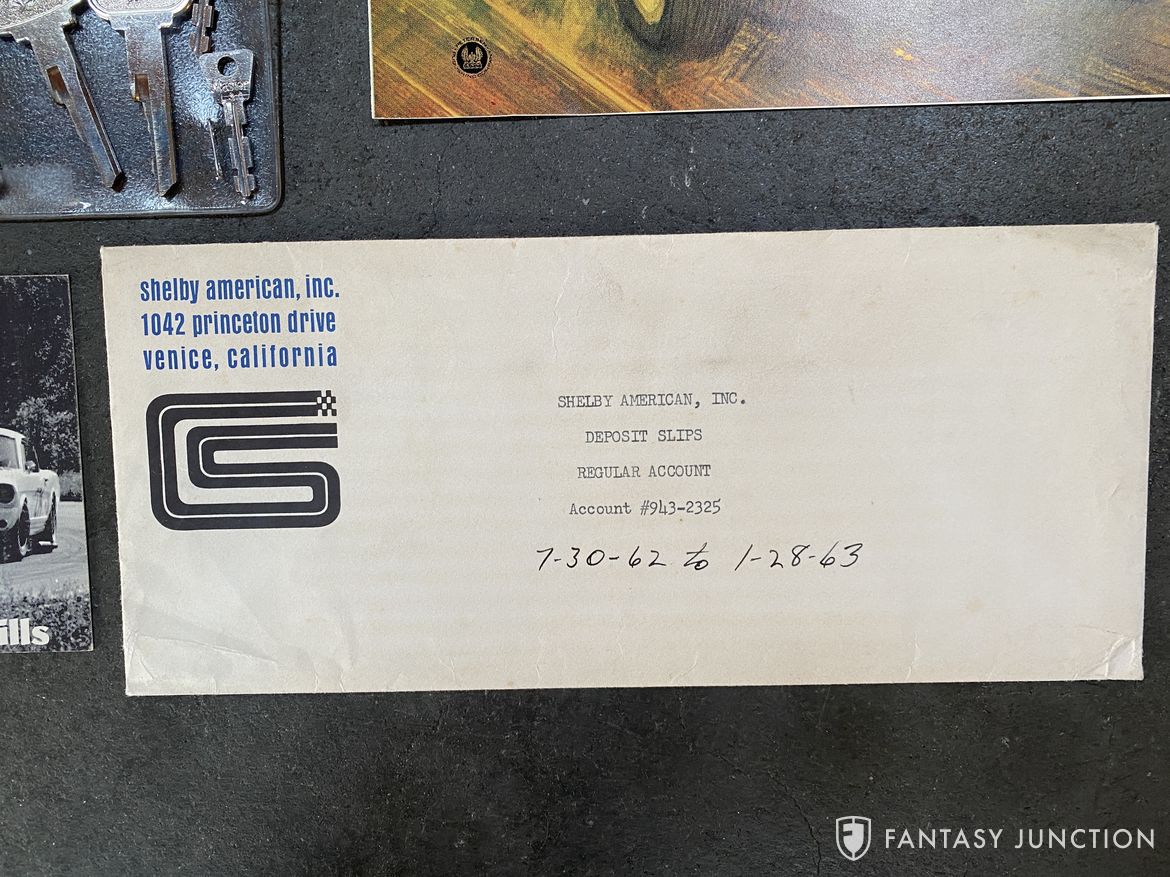 shelby american, inc.
1042 princeton drive
venice, california
SHELBY AMERICAN, INC.
DEPOSIT SLIPS
REGULAR ACCOUNT
Account #943-2325
7-30-62 to 1-28-63
ills
FANTASY JUNCTION